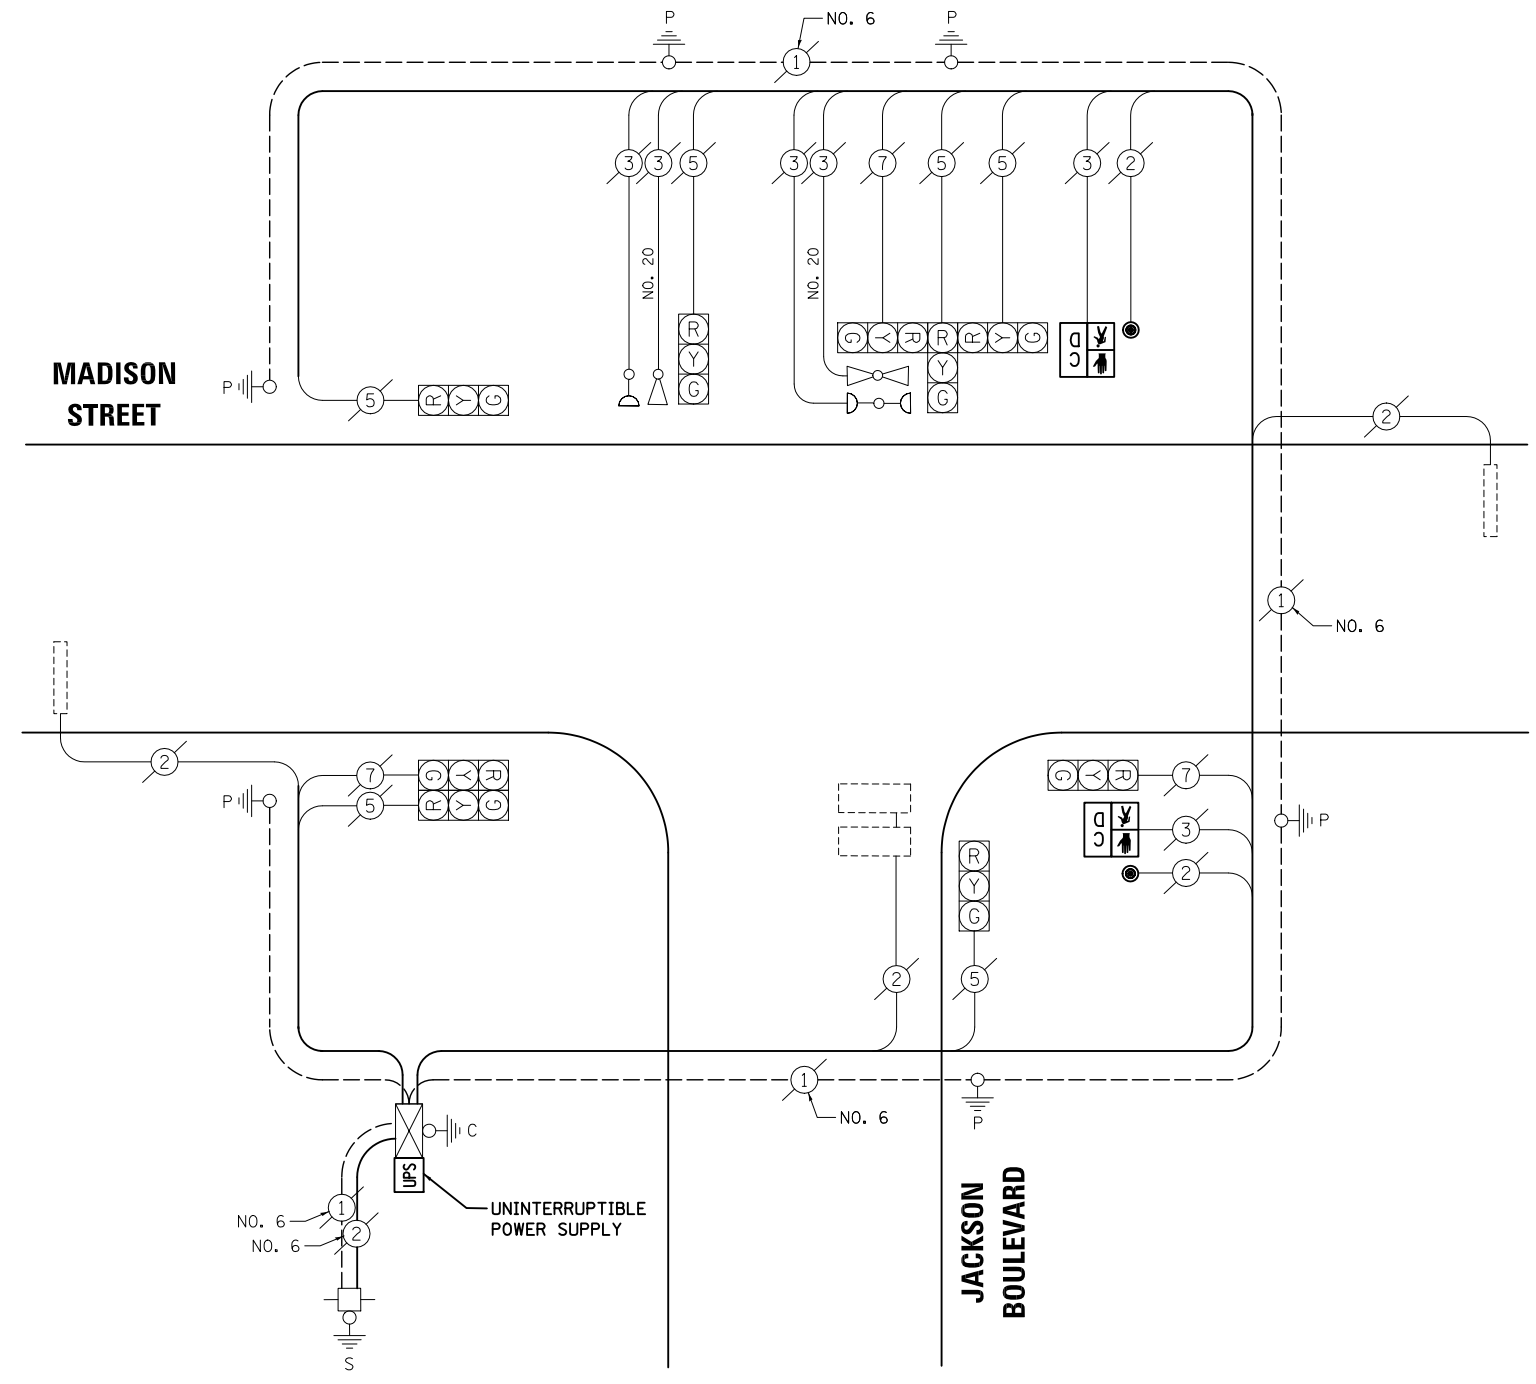 P
NO. 6
P
1
3
3
5
3
3
7
5
5
3
2
NO. 20
NO. 20
R
Y
G
G Y R R R Y G
Y
G
D
C
MADISON
STREET
P
5
R Y G
2
1
NO. 6
2
7
G Y R
P
5
R Y G
G Y R
7
D
C
3
P
2
R
Y
G
2
5
1
NO. 6
P
C
UPS
UNINTERRUPTIBLE
POWER SUPPLY
NO. 6
1
NO. 6
2
S
JACKSON
BOULEVARD